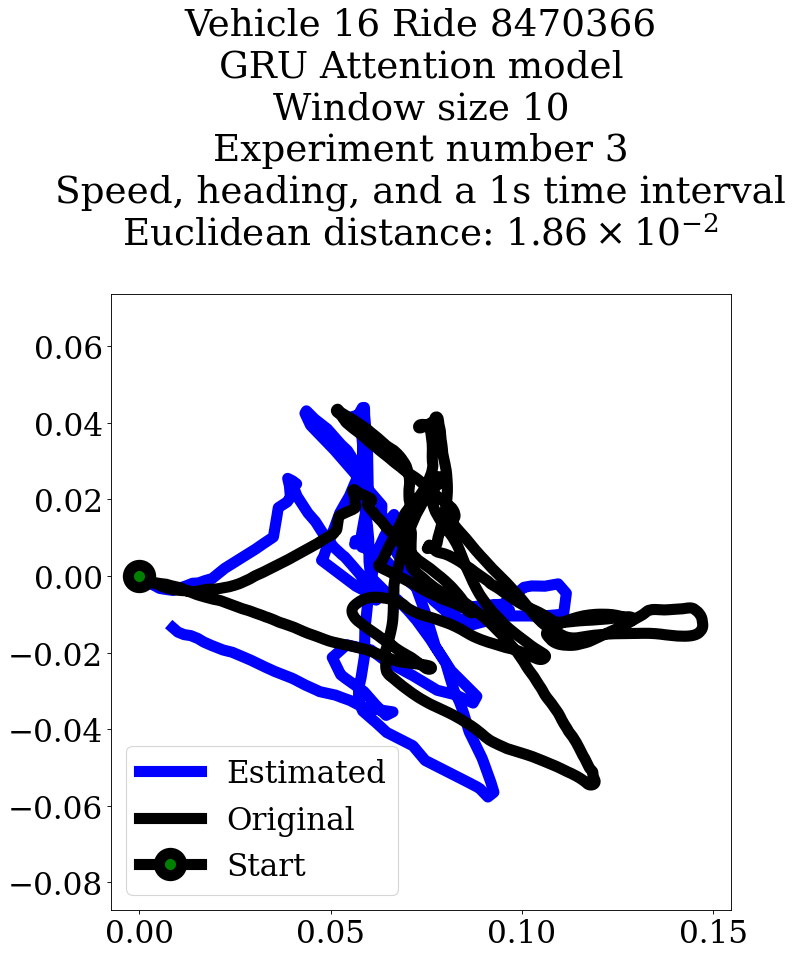 Vehicle 16 Ride 8470366
GRU Attention model
Window size 10
Experiment number 3
Speed, heading, and a 1s time interval
Euclidean distance: 1.86 × 10⁻²
0.06
0.04
0.02
0.00
−0.02
−0.04
−0.06
−0.08
Estimated
Original
Start
0.00 0.05 0.10 0.15